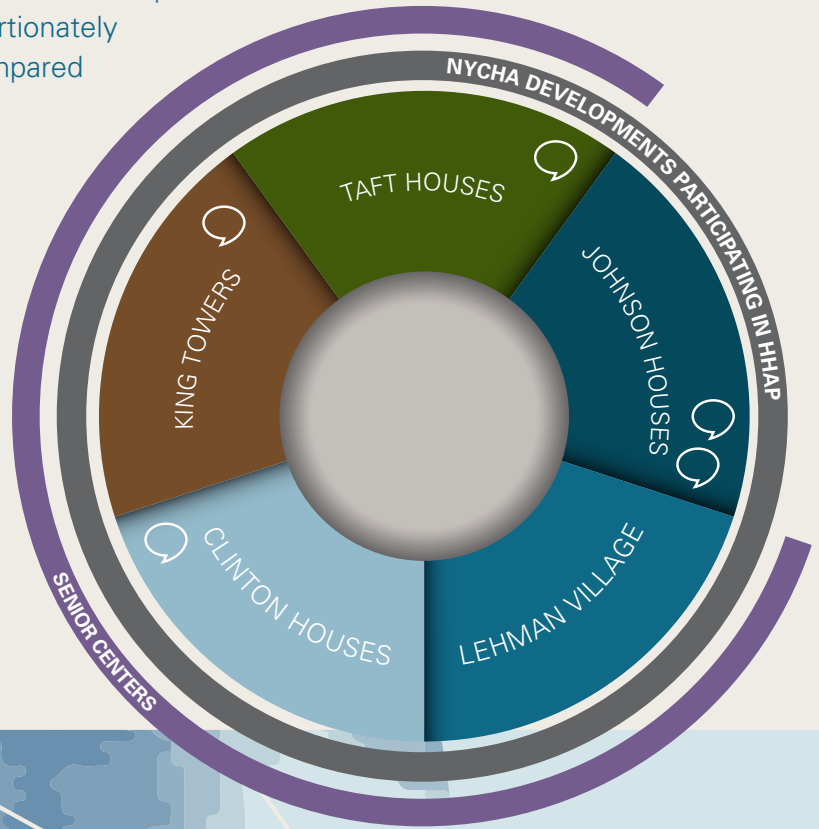 rtionately
npared
NYCHA DEVELOPMENTS PARTICIPATING IN HHAP
TAFT HOUSES
JOHNSON HOUSES
KING TOWERS
CLINTON HOUSES
LEHMAN VILLAGE
SENIOR CENTERS